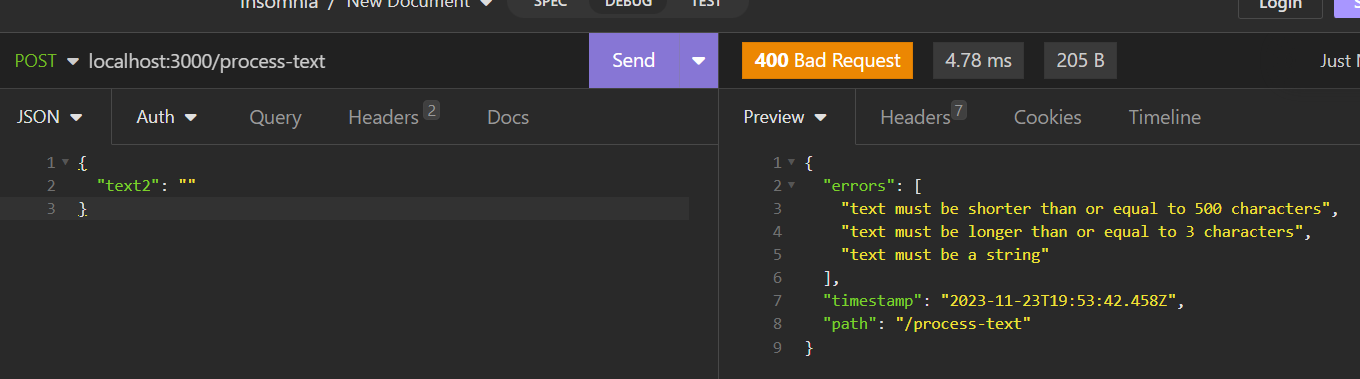 Insomnia / New Document SPEC DEBUG TEST Login
POST localhost:3000/process-text Send 400 Bad Request 4.78 ms 205 B Just
JSON Auth Query Headers 2 Docs
Preview Headers 7 Cookies Timeline
1 {
2 "text2": ""
3 }
1 {
2 "errors": [
3 "text must be shorter than or equal to 500 characters",
4 "text must be longer than or equal to 3 characters",
5 "text must be a string"
6 ],
7 "timestamp": "2023-11-23T19:53:42.458Z",
8 "path": "/process-text"
9 }